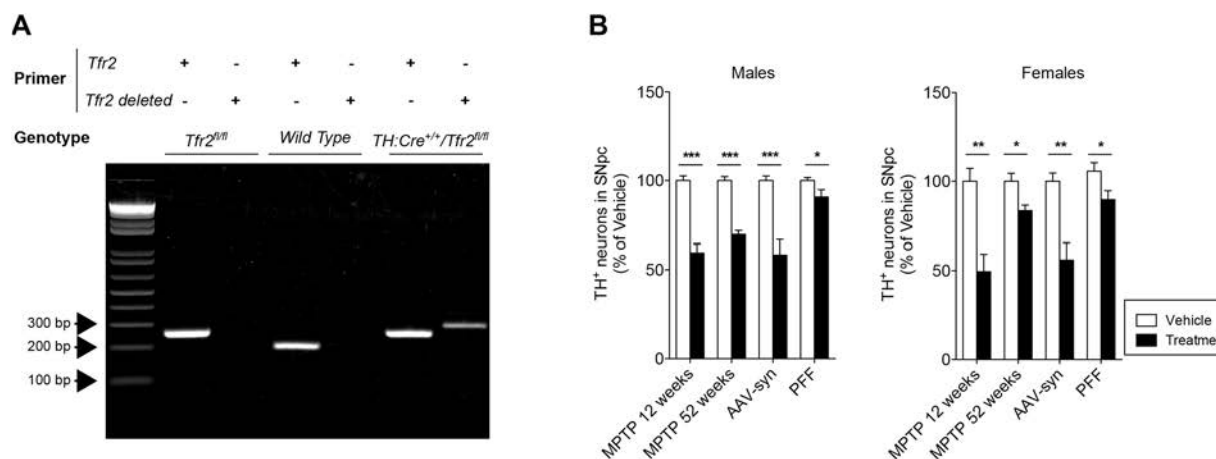 A
Primer
Tfr2 + - + - + -
Tfr2 deleted - + - + - +
Genotype Tfr2fl/fl Wild Type TH:Cre+/+/Tfr2fl/fl
300 bp
200 bp
100 bp
B
Males
TH+ neurons in SNpc
(% of Vehicle)
150
100
50
0
*** *** *** *
MPTP 12 weeks
MPTP 52 weeks
AAV-syn
PFF
Females
TH+ neurons in SNpc
(% of Vehicle)
150
100
50
0
** * ** *
MPTP 12 weeks
MPTP 52 weeks
AAV-syn
PFF
Vehicle
Treatme